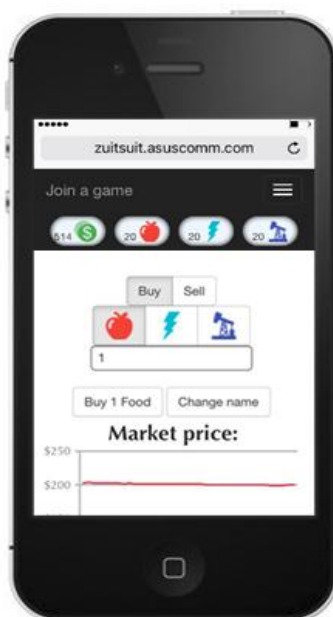 zuitsuit.asuscomm.com
Join a game
514 $ 20 20 20
Buy Sell
1
Buy 1 Food Change name
Market price:
$250
$200